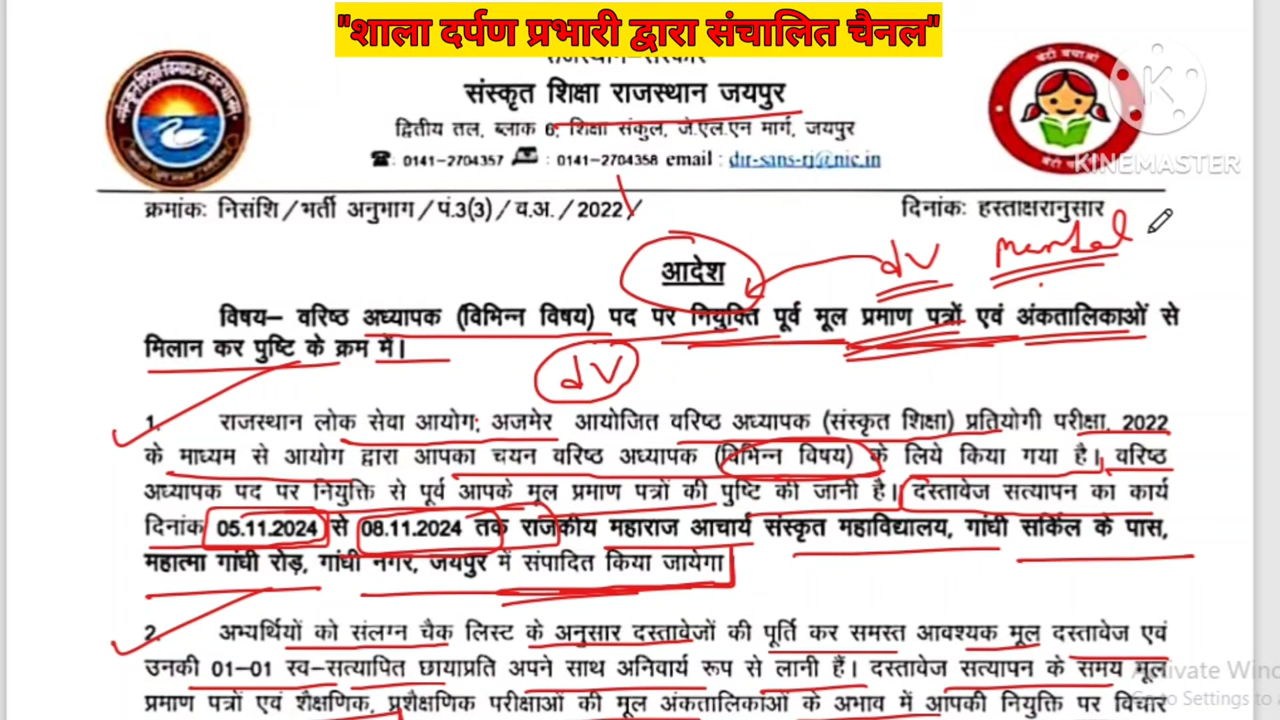 "शाला दर्पण प्रभारी द्वारा संचालित चैनल"
राजस्थान सरकार
संस्कृत शिक्षा राजस्थान जयपुर
द्वितीय तल, ब्लाक 6, शिक्षा संकुल, जे.एल.एन मार्ग, जयपुर
: 0141-2704357 : 0141-2704358 email : dir-sans-rj@nic.in
KINEMASTER
क्रमांकः निसंशि/भर्ती अनुभाग/पं.3(3)/व.अ./2022/ दिनांकः हस्ताक्षरानुसार
dv
आदेश
विषय– वरिष्ठ अध्यापक (विभिन्न विषय) पद पर नियुक्ति पूर्व मूल प्रमाण पत्रों एवं अंकतालिकाओं से
मिलान कर पुष्टि के क्रम में।
dv
1. राजस्थान लोक सेवा आयोग; अजमेर आयोजित वरिष्ठ अध्यापक (संस्कृत शिक्षा) प्रतियोगी परीक्षा, 2022
के माध्यम से आयोग द्वारा आपका चयन वरिष्ठ अध्यापक (विभिन्न विषय) के लिये किया गया है। वरिष्ठ
अध्यापक पद पर नियुक्ति से पूर्व आपके मूल प्रमाण पत्रों की पुष्टि की जानी है। दस्तावेज सत्यापन का कार्य
दिनांक 05.11.2024 से 08.11.2024 तक राजकीय महाराज आचार्य संस्कृत महाविद्यालय, गांधी सर्किल के पास,
महात्मा गांधी रोड़, गांधी नगर, जयपुर में संपादित किया जायेगा
2. अभ्यर्थियों को संलग्न चैक लिस्ट के अनुसार दस्तावेजों की पूर्ति कर समस्त आवश्यक मूल दस्तावेज एवं
उनकी 01-01 स्व-सत्यापित छायाप्रति अपने साथ अनिवार्य रूप से लानी हैं। दस्तावेज सत्यापन के समय मूल
प्रमाण पत्रों एवं शैक्षणिक, प्रशैक्षणिक परीक्षाओं की मूल अंकतालिकाओं के अभाव में आपकी नियुक्ति पर विचार